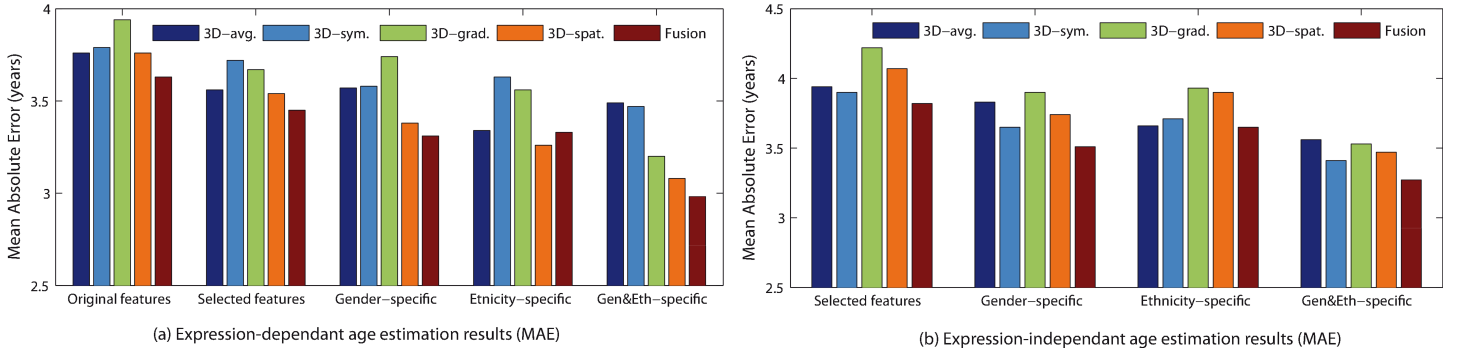 4
3.5
3
2.5
Mean Absolute Error (years)
3D−avg. 3D−sym. 3D−grad. 3D−spat. Fusion
Original features Selected features Gender−specific Etnicity−specific Gen&Eth−specific
(a) Expression-dependant age estimation results (MAE)
4.5
4
3.5
3
2.5
Mean Absolute Error (years)
3D−avg. 3D−sym. 3D−grad. 3D−spat. Fusion
Selected features Gender−specific Ethnicity−specific Gen&Eth−specific
(b) Expression-independent age estimation results (MAE)